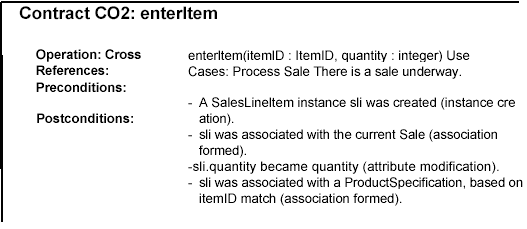 Contract CO2: enterItem
Operation: Cross enterItem(itemID : ItemID, quantity : integer) Use
References: Cases: Process Sale There is a sale underway.
Preconditions:
- A SalesLineItem instance sli was created (instance cre
Postconditions: ation).
- sli was associated with the current Sale (association
formed).
-sli.quantity became quantity (attribute modification).
- sli was associated with a ProductSpecification, based on
itemID match (association formed).